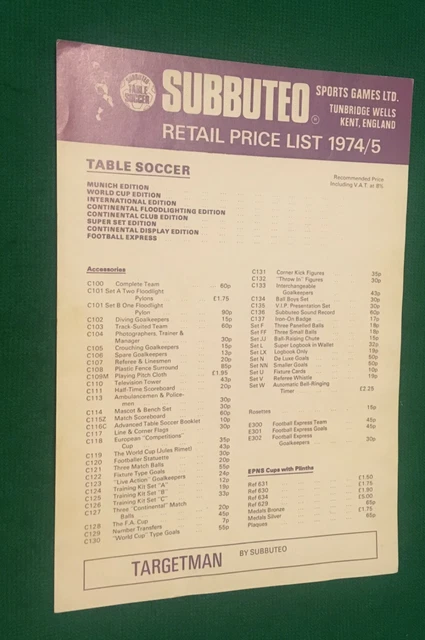 SUBBUTEO TABLE SOCCER
SUBBUTEO ®
SPORTS GAMES LTD.
TUNBRIDGE WELLS
KENT, ENGLAND
RETAIL PRICE LIST 1974/5
TABLE SOCCER
Recommended Price
Including V.A.T. at 8%
MUNICH EDITION
WORLD CUP EDITION
INTERNATIONAL EDITION
CONTINENTAL FLOODLIGHTING EDITION
CONTINENTAL CLUB EDITION
SUPER SET EDITION
CONTINENTAL DISPLAY EDITION
FOOTBALL EXPRESS
Accessories
C100 Complete Team 60p
C101 Set A Two Floodlight
Pylons £1.75
C101 Set B One Floodlight
Pylon 90p
C102 Diving Goalkeepers 15p
C103 Track-Suited Team 60p
C104 Photographers, Trainer &
Manager 30p
C105 Crouching Goalkeepers 15p
C106 Spare Goalkeepers 12p
C107 Referee & Linesmen 20p
C108 Plastic Fence Surround 85p
C108M Playing Pitch Cloth £1.95
C110 Television Tower 43p
C111 Half-Time Scoreboard 20p
C113 Ambulancemen & Police-
men 30p
C114 Mascot & Bench Set 30p
C115Z Match Scoreboard 60p
C116C Advanced Table Soccer Booklet 10p
C117 Line & Corner Flags 30p
C118 European "Competitions"
Cup 35p
C119 The World Cup (Jules Rimet) 43p
C120 Footballer Statuette 20p
C121 Three Match Balls
C122 Fixture Type Goals
C123 "Live Action" Goalkeepers
C124 Training Kit Set "A"
C125 Training Kit Set "B"
C126 Training Kit Set "C"
C127 Three "Continental" Match
Balls
C128 The F.A. Cup
C129 Number Transfers 7p
C130 "World Cup" Type Goals 55p
C131 Corner Kick Figures 25p
C132 "Throw In" Figures 30p
C133 Interchangeable
Goalkeepers 43p
C134 Ball Boys Set 30p
C135 V.I.P. Presentation Set 30p
C136 Subbuteo Sound Record 60p
C137 Iron-On Badge 17p
Set F Three Panelled Balls 18p
Set FF Three Small Balls 18p
Set JJ Ball-Raising Chute 15p
Set L Super Logbook in Wallet 32p
Set LX Logbook Only 18p
Set N De Luxe Goals 60p
Set NN Smaller Goals 50p
Set U Fixture Cards 10p
Set V Referee Whistle 19p
Set W Automatic Bell-Ringing
Timer £2.25
Rosettes 19p
E300 Football Express Team 45p
E301 Football Express Goals 45p
E302 Football Express
Goalkeepers 30p
EPNS Cups with Plinths
Ref 631 £1.50
Ref 630 £1.75
Ref 634 £1.90
Ref 629 £5.00
Medals Bronze 65p
Medals Silver £1.75
Plaques 85p
TARGETMAN BY SUBBUTEO